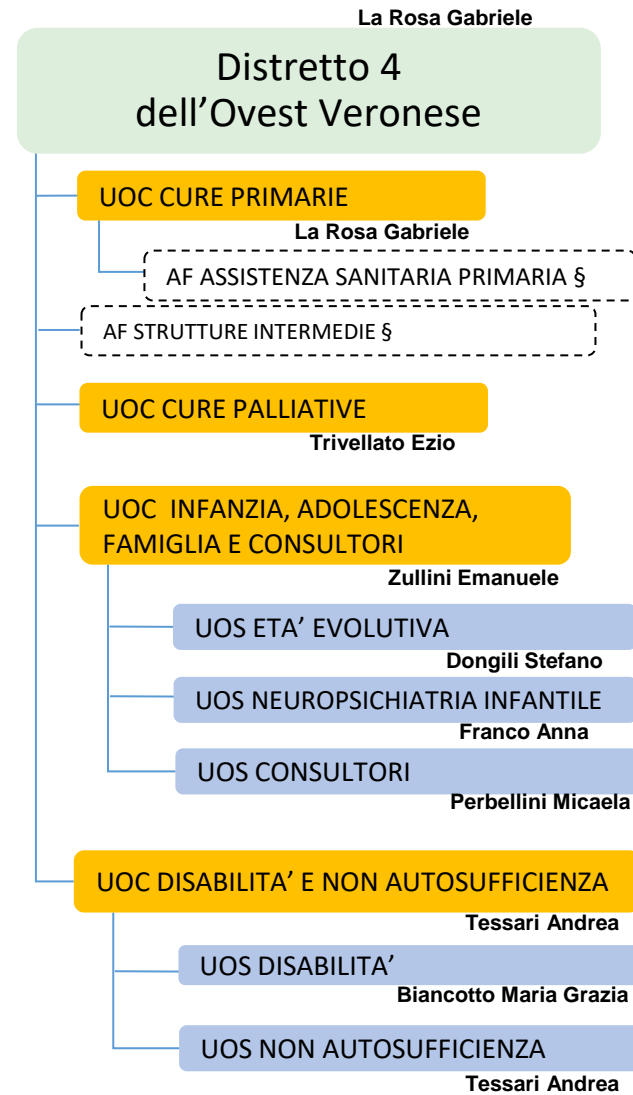 La Rosa Gabriele
Distretto 4
dell’Ovest Veronese
UOC CURE PRIMARIE
La Rosa Gabriele
AF ASSISTENZA SANITARIA PRIMARIA §
AF STRUTTURE INTERMEDIE §
UOC CURE PALLIATIVE
Trivellato Ezio
UOC INFANZIA, ADOLESCENZA,
FAMIGLIA E CONSULTORI
Zullini Emanuele
UOS ETA’ EVOLUTIVA
Dongili Stefano
UOS NEUROPSICHIATRIA INFANTILE
Franco Anna
UOS CONSULTORI
Perbellini Micaela
UOC DISABILITA’ E NON AUTOSUFFICIENZA
Tessari Andrea
UOS DISABILITA’
Biancotto Maria Grazia
UOS NON AUTOSUFFICIENZA
Tessari Andrea